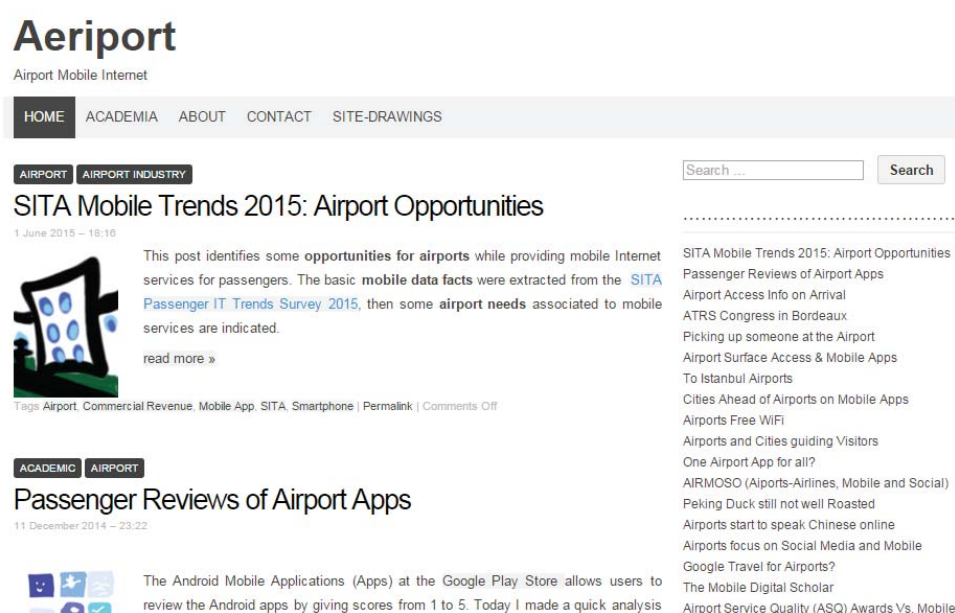 Aeriport
Airport Mobile Internet
HOME ACADEMIA ABOUT CONTACT SITE-DRAWINGS
AIRPORT AIRPORT INDUSTRY
SITA Mobile Trends 2015: Airport Opportunities
1 June 2015 – 18:16
This post identifies some opportunities for airports while providing mobile Internet
services for passengers. The basic mobile data facts were extracted from the SITA
Passenger IT Trends Survey 2015, then some airport needs associated to mobile
services are indicated.
read more »
Tags Airport, Commercial Revenue, Mobile App, SITA, Smartphone | Permalink | Comments Off
ACADEMIC AIRPORT
Passenger Reviews of Airport Apps
11 December 2014 – 23:22
The Android Mobile Applications (Apps) at the Google Play Store allows users to
review the Android apps by giving scores from 1 to 5. Today I made a quick analysis
Search ... Search
SITA Mobile Trends 2015: Airport Opportunities
Passenger Reviews of Airport Apps
Airport Access Info on Arrival
ATRS Congress in Bordeaux
Picking up someone at the Airport
Airport Surface Access & Mobile Apps
To Istanbul Airports
Cities Ahead of Airports on Mobile Apps
Airports Free WiFi
Airports and Cities guiding Visitors
One Airport App for all?
AIRMOSO (Aiports-Airlines, Mobile and Social)
Peking Duck still not well Roasted
Airports start to speak Chinese online
Airports focus on Social Media and Mobile
Google Travel for Airports?
The Mobile Digital Scholar
Airport Service Quality (ASQ) Awards Vs. Mobile